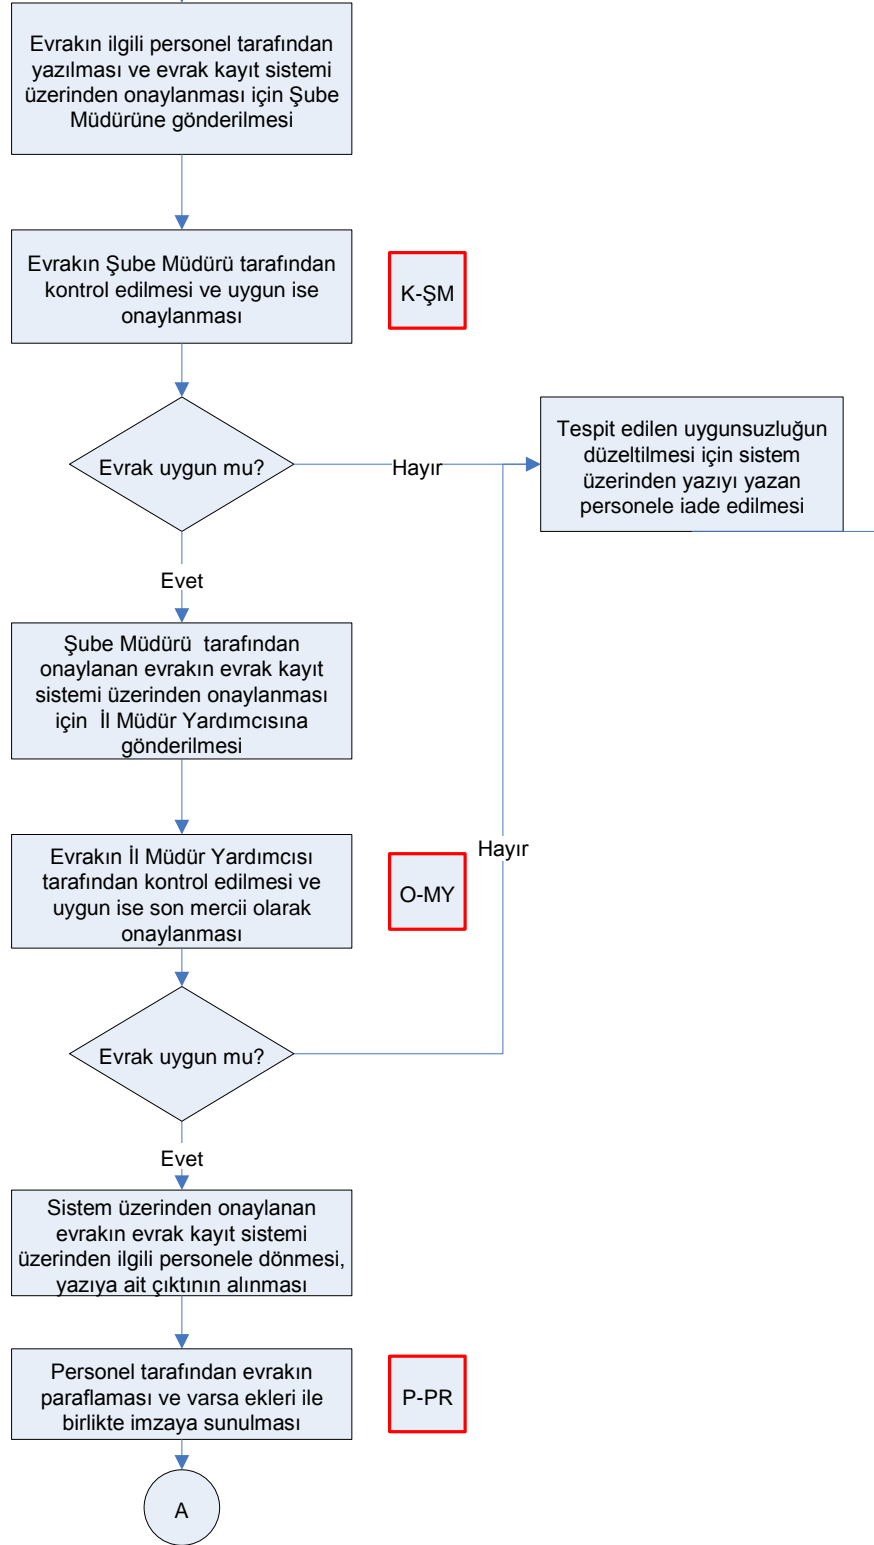 Evrakın ilgili personel tarafından
yazılması ve evrak kayıt sistemi
üzerinden onaylanması için Şube
Müdürüne gönderilmesi
Evrakın Şube Müdürü tarafından
kontrol edilmesi ve uygun ise
onaylanması
K-ŞM
Evrak uygun mu?
Hayır
Tespit edilen uygunsuzluğun
düzeltilmesi için sistem
üzerinden yazıyı yazan
personele iade edilmesi
Evet
Şube Müdürü  tarafından
onaylanan evrakın evrak kayıt
sistemi üzerinden onaylanması
için  İl Müdür Yardımcısına
gönderilmesi
Evrakın İl Müdür Yardımcısı
tarafından kontrol edilmesi ve
uygun ise son mercii olarak
onaylanması
O-MY
Hayır
Evrak uygun mu?
Evet
Sistem üzerinden onaylanan
evrakın evrak kayıt sistemi
üzerinden ilgili personele dönmesi,
yazıya ait çıktının alınması
Personel tarafından evrakın
paraflaması ve varsa ekleri ile
birlikte imzaya sunulması
P-PR
A